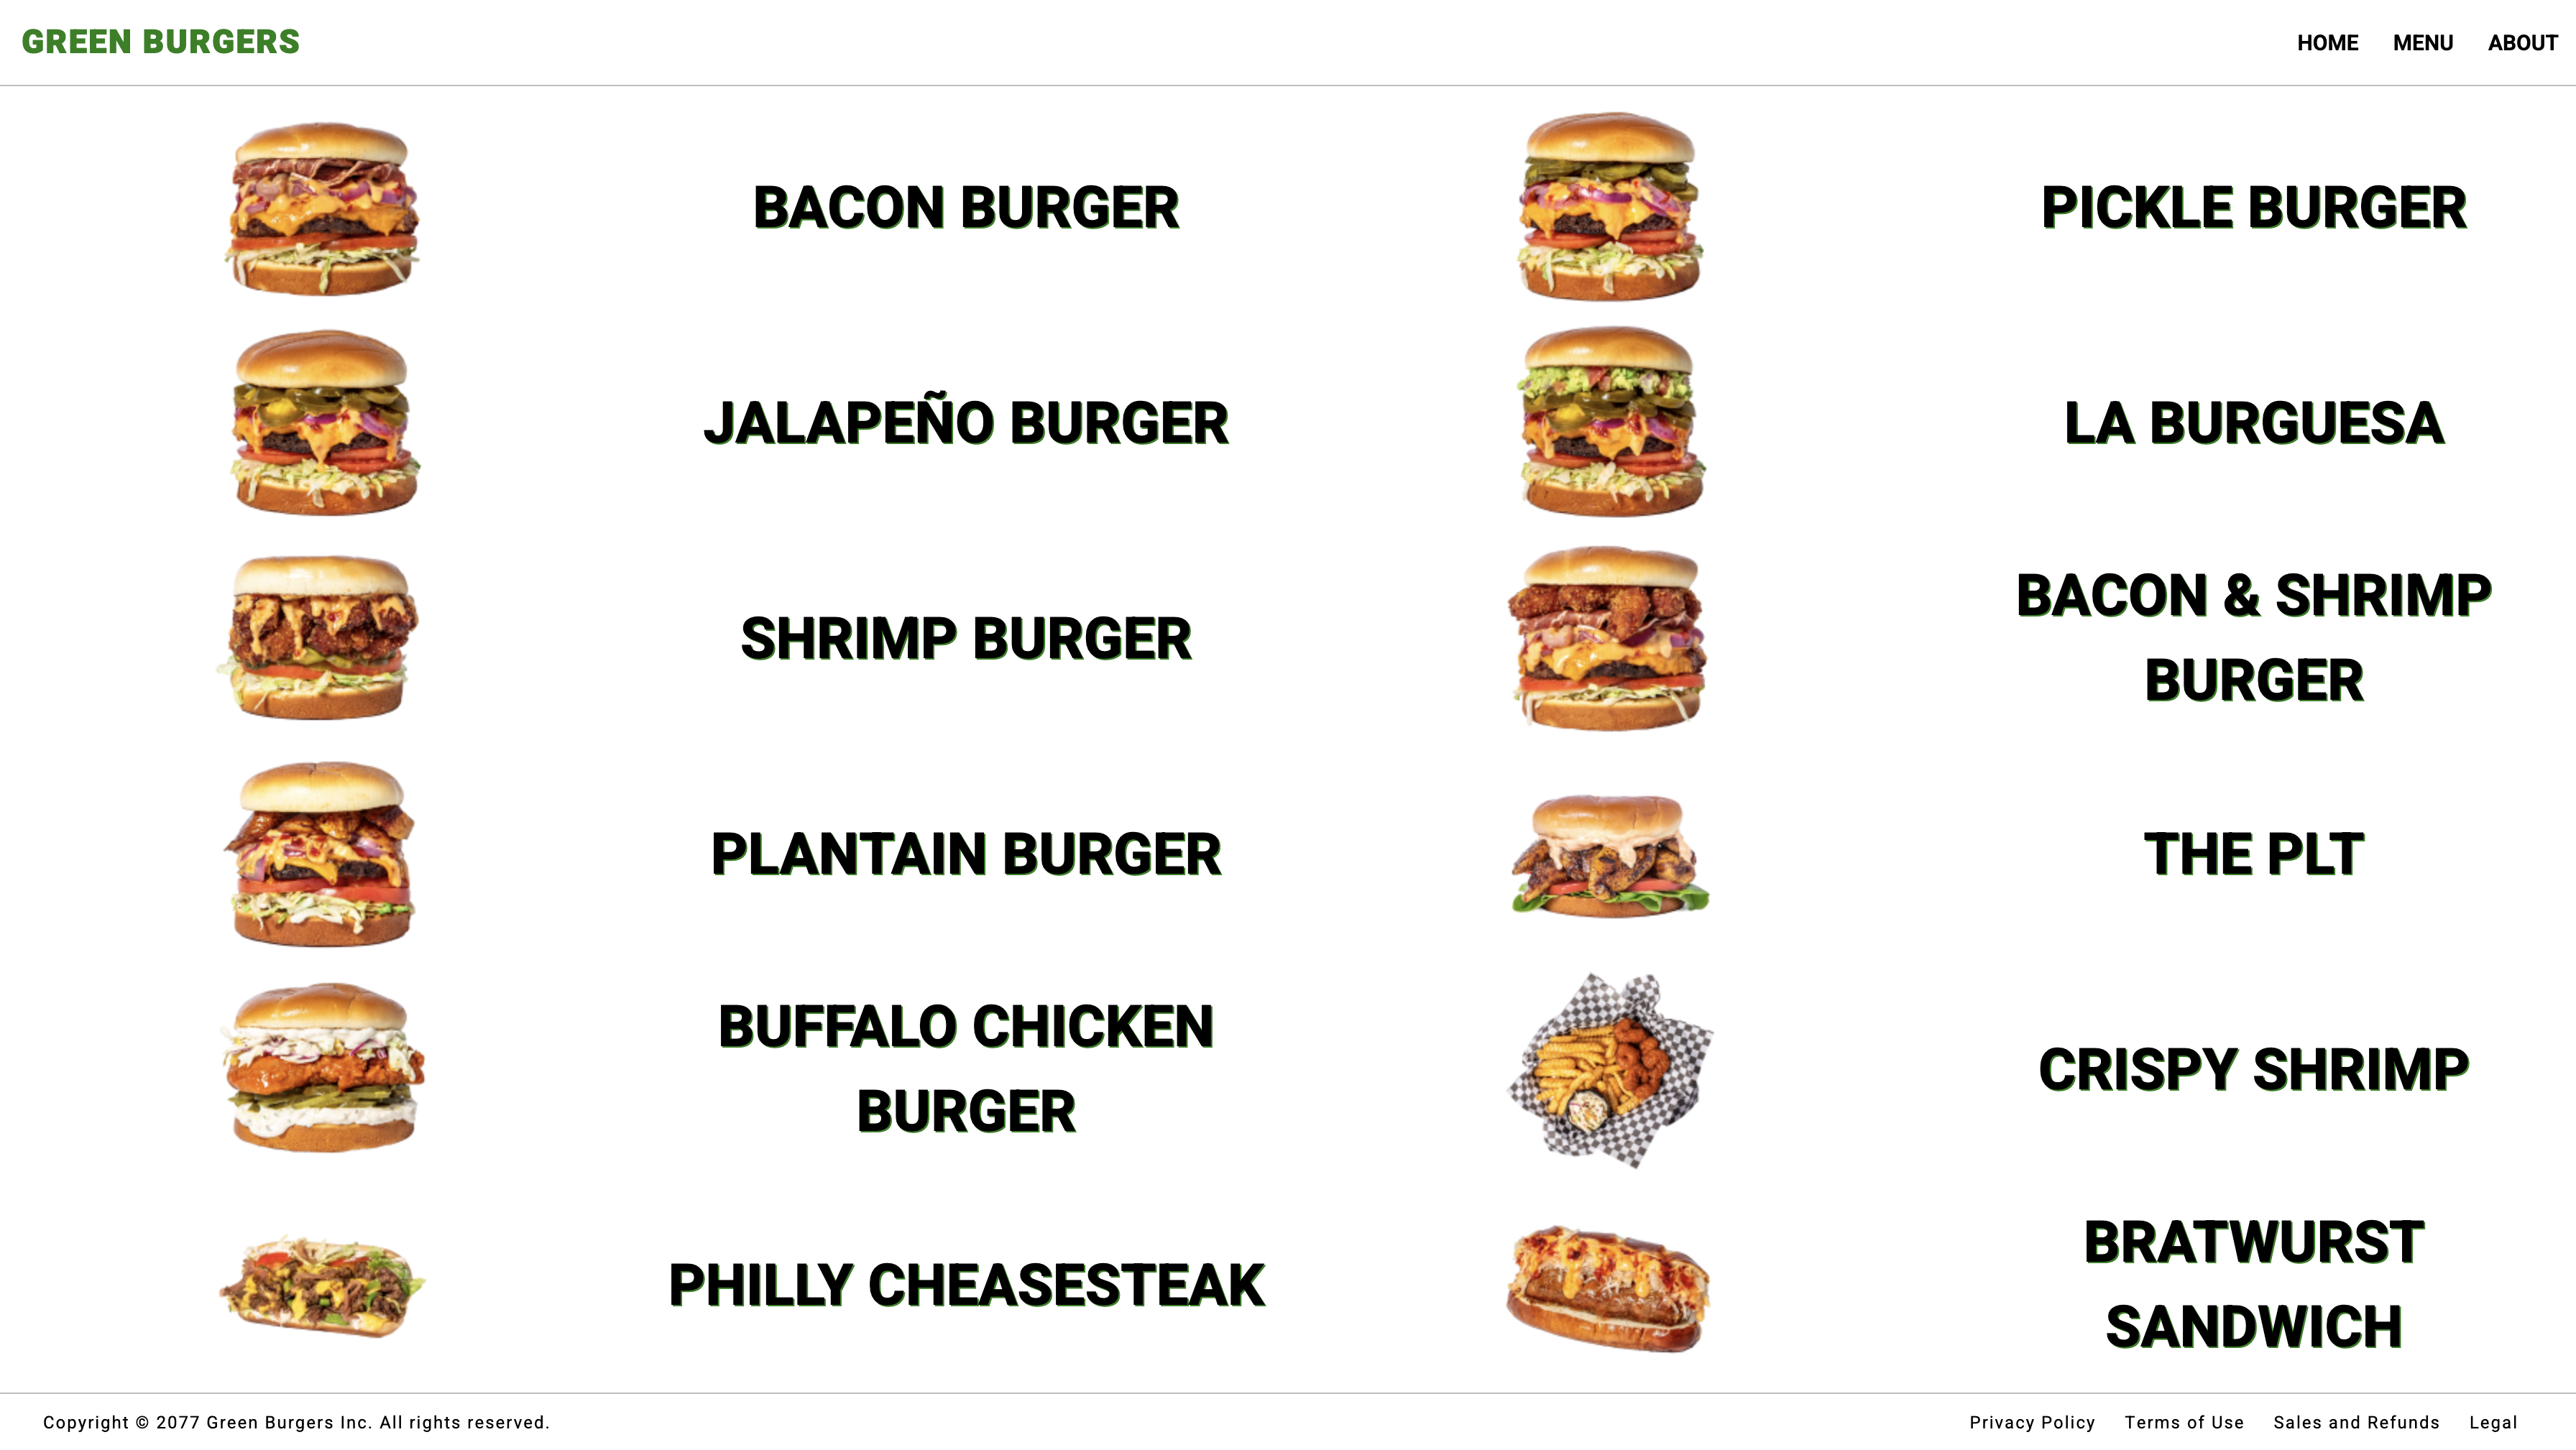 GREEN BURGERS
HOME MENU ABOUT
BACON BURGER
PICKLE BURGER
JALAPEÑO BURGER
LA BURGUESA
SHRIMP BURGER
BACON & SHRIMP
BURGER
PLANTAIN BURGER
THE PLT
BUFFALO CHICKEN
BURGER
CRISPY SHRIMP
PHILLY CHEASESTEAK
BRATWURST
SANDWICH
Copyright © 2077 Green Burgers Inc. All rights reserved.
Privacy Policy Terms of Use Sales and Refunds Legal